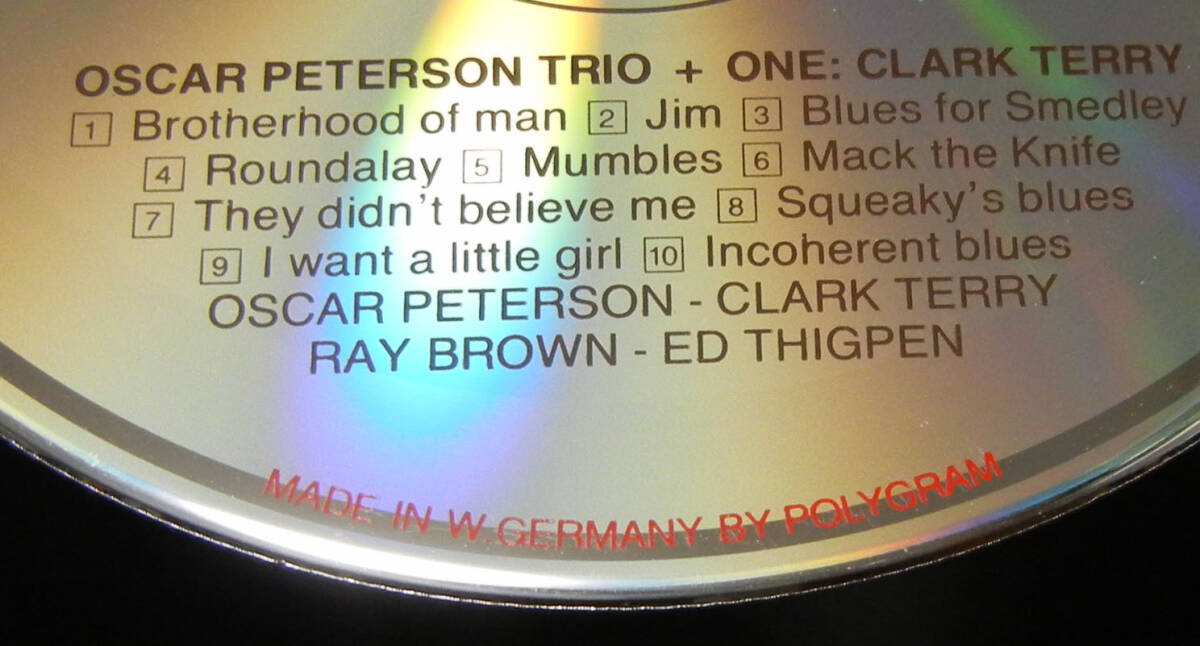 OSCAR PETERSON TRIO + ONE: CLARK TERRY
1 Brotherhood of man 2 Jim 3 Blues for Smedley
4 Roundalay 5 Mumbles 6 Mack the Knife
7 They didn't believe me 8 Squeaky's blues
9 I want a little girl 10 Incoherent blues
OSCAR PETERSON - CLARK TERRY
RAY BROWN - ED THIGPEN
MADE IN W. GERMANY BY POLYGRAM